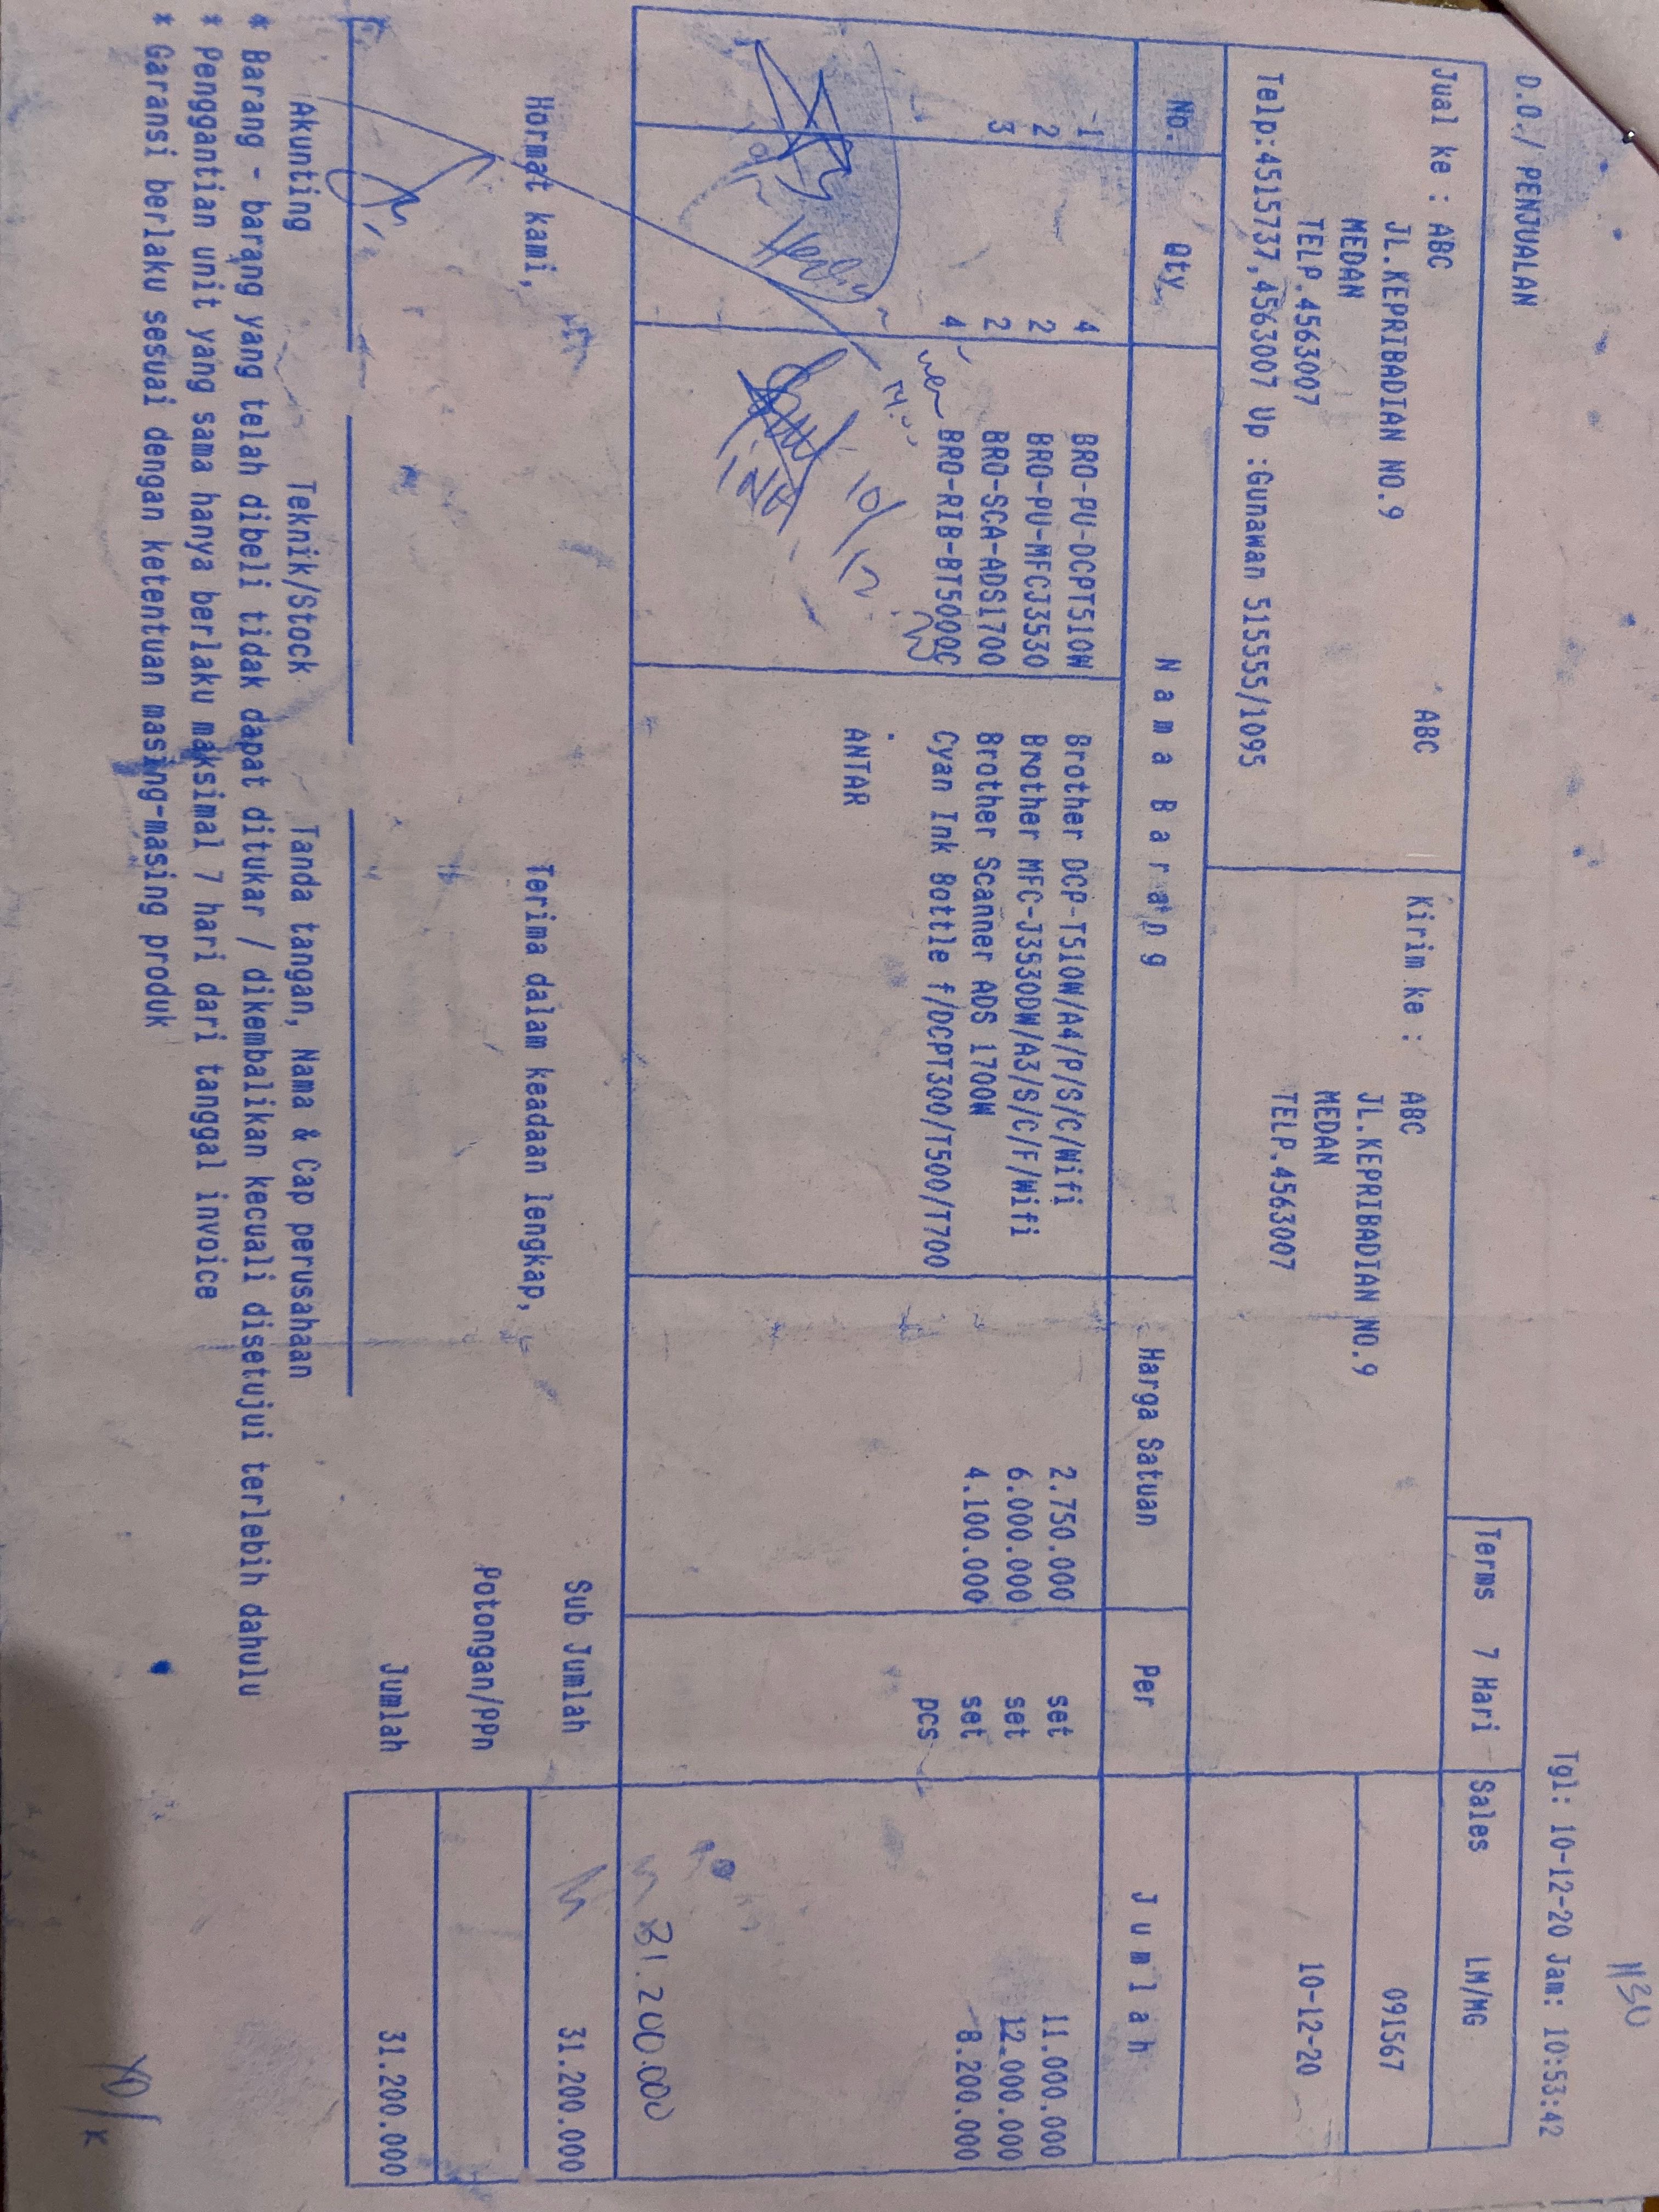 1130
Tgl: 10-12-20 Jam: 10:53:42
D.O./ PENJUALAN
Terms 7 Hari Sales LM/MG
Jual ke : ABC ABC
JL.KEPRIBADIAN NO.9
MEDAN
TELP.4563007
Telp:4515737,4563007 Up :Gunawan 515555/1095
Kirim ke : ABC
JL.KEPRIBADIAN NO.9
MEDAN
TELP.4563007
091567
10-12-20
No. Qty Nama Barang Harga Satuan Per Jumlah
1 4 BRO-PU-DCPT510W Brother DCP-T510W/A4/P/S/C/Wifi 2.750.000 set 11.000.000
2 2 BRO-PU-MFCJ3530 Brother MFC-J3530DW/A3/S/C/F/Wifi 6.000.000 set 12.000.000
3 2 BRO-SCA-ADS1700 Brother Scanner ADS 1700W 4.100.000 set 8.200.000
4 BRO-RIB-BT5000C Cyan Ink Bottle f/DCPT300/T500/T700 pcs
.
ANTAR
10/12
31.200.000
Hormat kami, Terima dalam keadaan lengkap,
Sub Jumlah 31.200.000
Potongan/PPn
Jumlah 31.200.000
Akunting Teknik/Stock Tanda tangan, Nama & Cap perusahaan
* Barang - barang yang telah dibeli tidak dapat ditukar / dikembalikan kecuali disetujui terlebih dahulu
* Penggantian unit yang sama hanya berlaku maksimal 7 hari dari tanggal invoice
* Garansi berlaku sesuai dengan ketentuan masing-masing produk